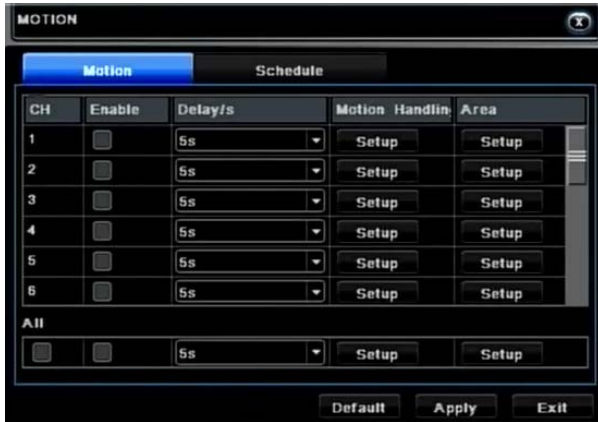 MOTION X
Motion Schedule
CH Enable Delay/s Motion Handlin Area
1 5s Setup Setup
2 5s Setup Setup
3 5s Setup Setup
4 5s Setup Setup
5 5s Setup Setup
6 5s Setup Setup
All
5s Setup Setup
Default Apply Exit